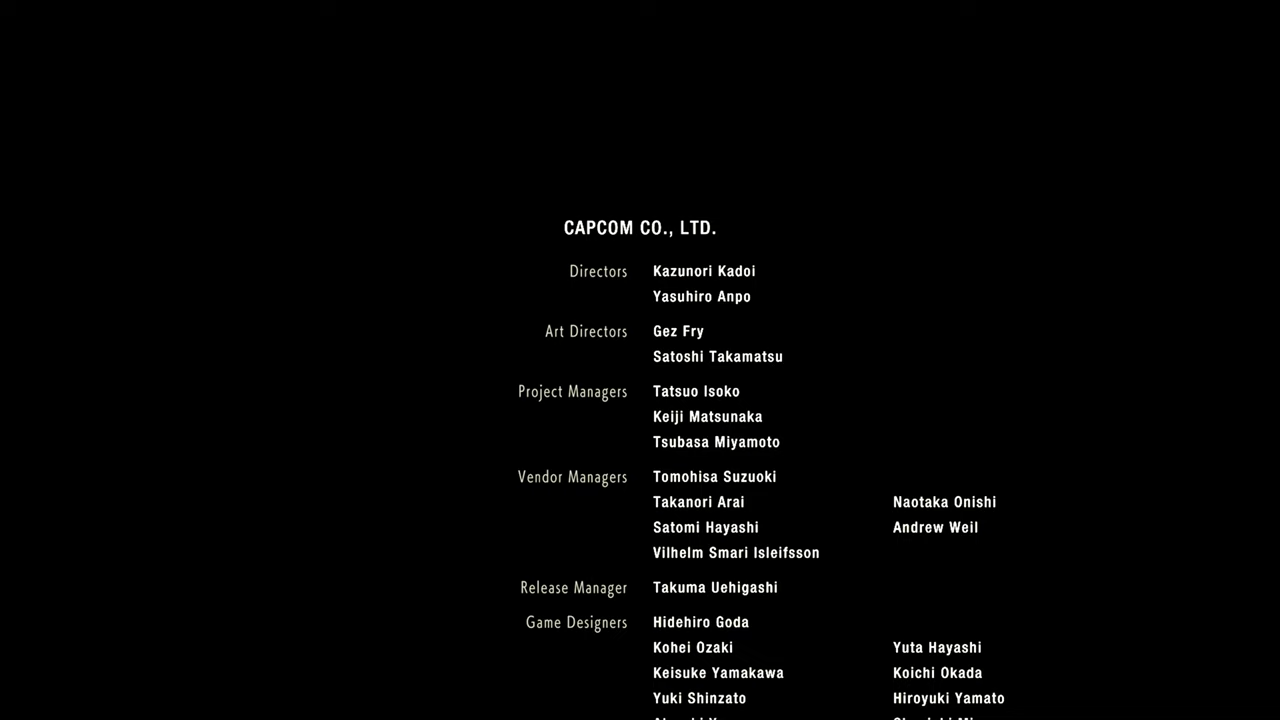 CAPCOM CO., LTD.
Directors Kazunori Kadoi
Yasuhiro Anpo
Art Directors Gez Fry
Satoshi Takamatsu
Project Managers Tatsuo Isoko
Keiji Matsunaka
Tsubasa Miyamoto
Vendor Managers Tomohisa Suzuoki
Takanori Arai Naotaka Onishi
Satomi Hayashi Andrew Weil
Vilhelm Smari Isleifsson
Release Manager Takuma Uehigashi
Game Designers Hidehiro Goda
Kohei Ozaki Yuta Hayashi
Keisuke Yamakawa Koichi Okada
Yuki Shinzato Hiroyuki Yamato